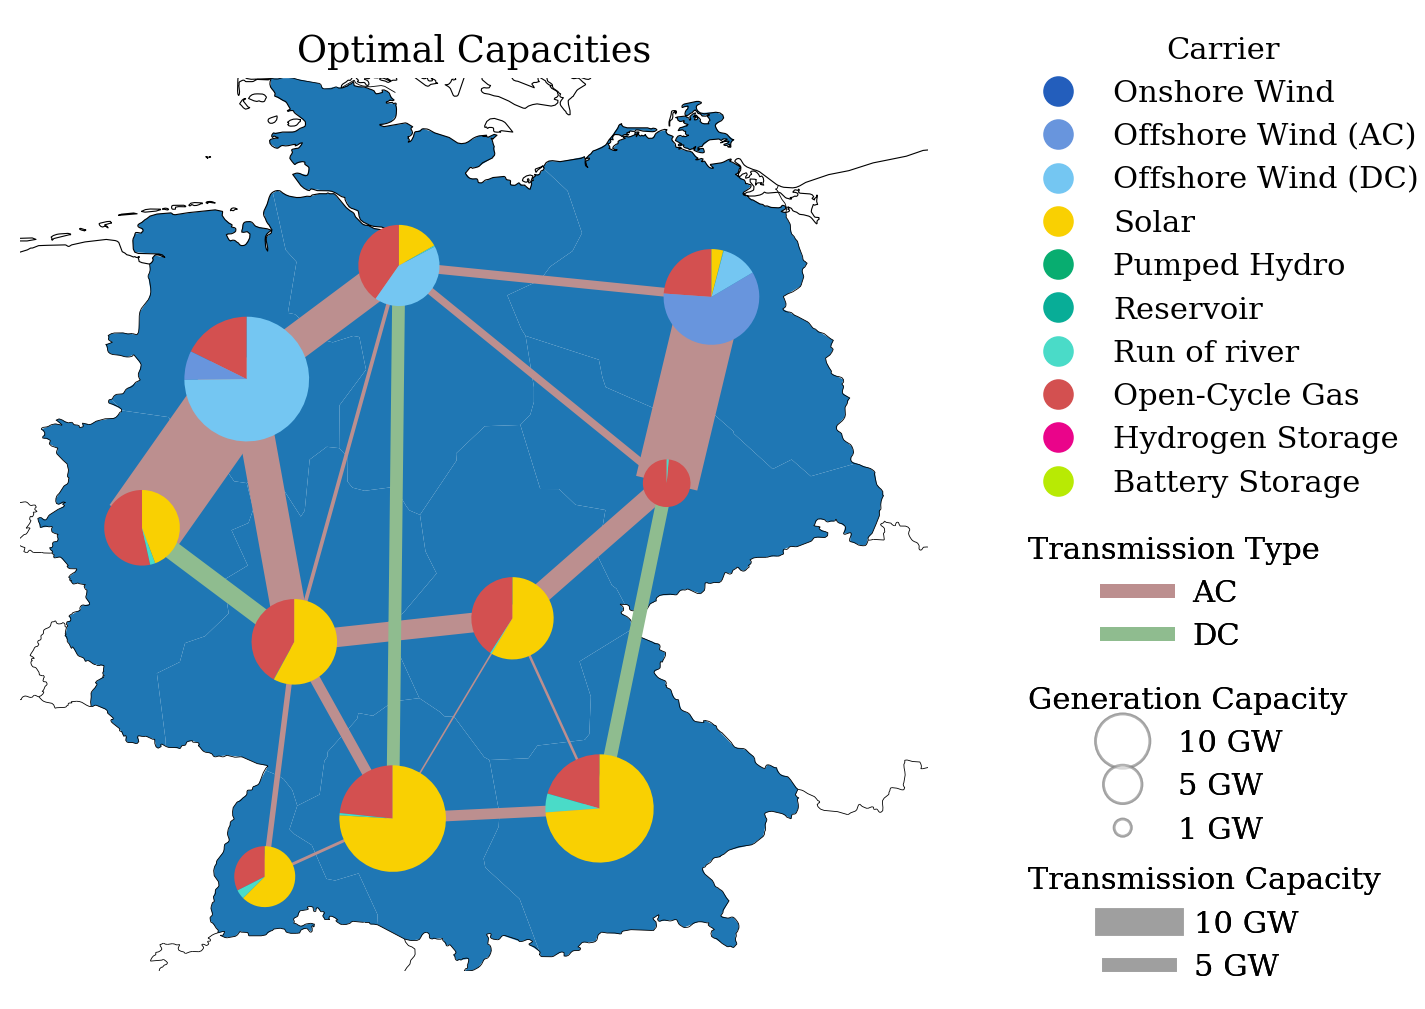 Optimal Capacities
Carrier
Onshore Wind
Offshore Wind (AC)
Offshore Wind (DC)
Solar
Pumped Hydro
Reservoir
Run of river
Open-Cycle Gas
Hydrogen Storage
Battery Storage
Transmission Type
AC
DC
Generation Capacity
10 GW
5 GW
1 GW
Transmission Capacity
10 GW
5 GW